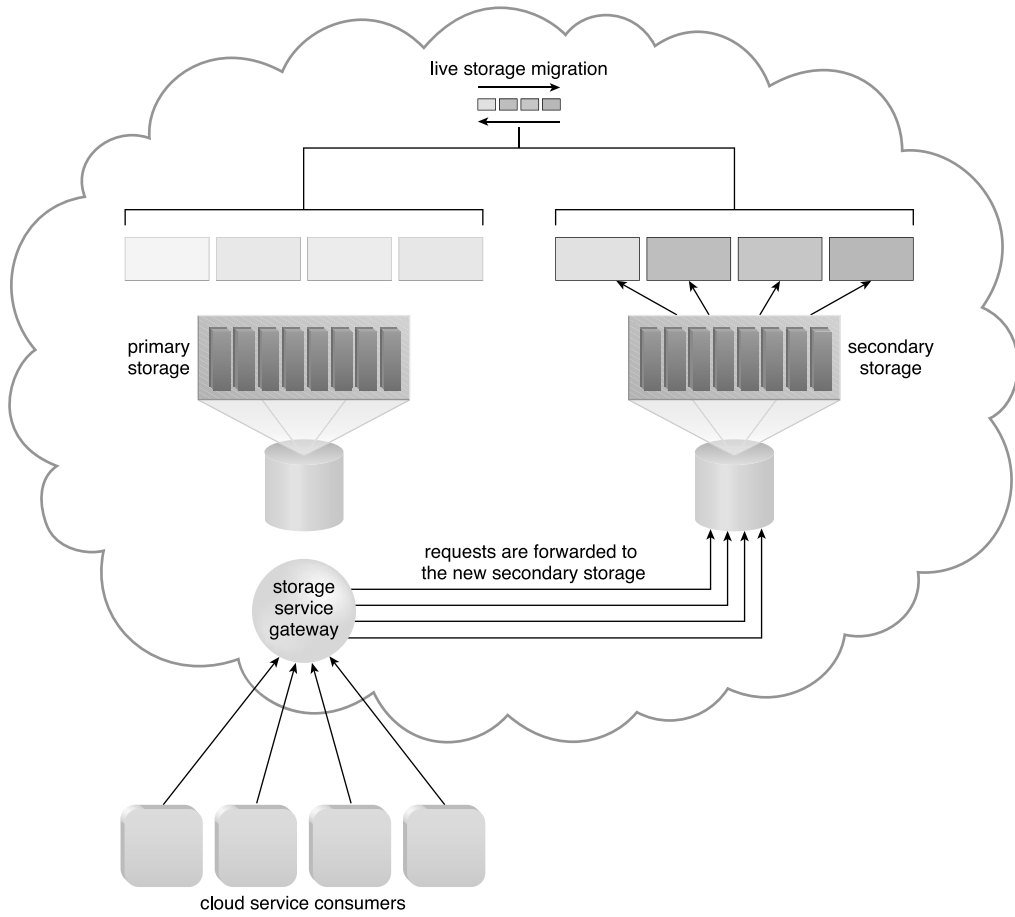 live storage migration
primary
storage
secondary
storage
requests are forwarded to
the new secondary storage
storage
service
gateway
cloud service consumers